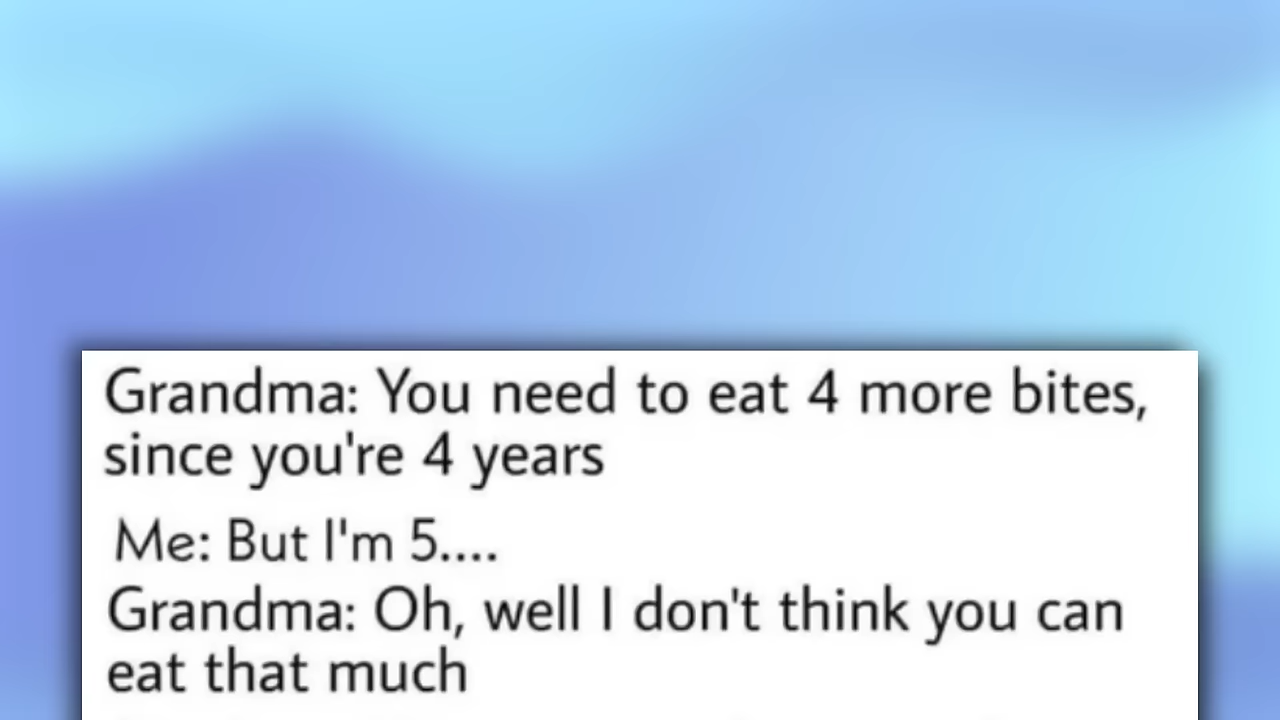 Grandma: You need to eat 4 more bites,
since you're 4 years
Me: But I'm 5....
Grandma: Oh, well I don't think you can
eat that much